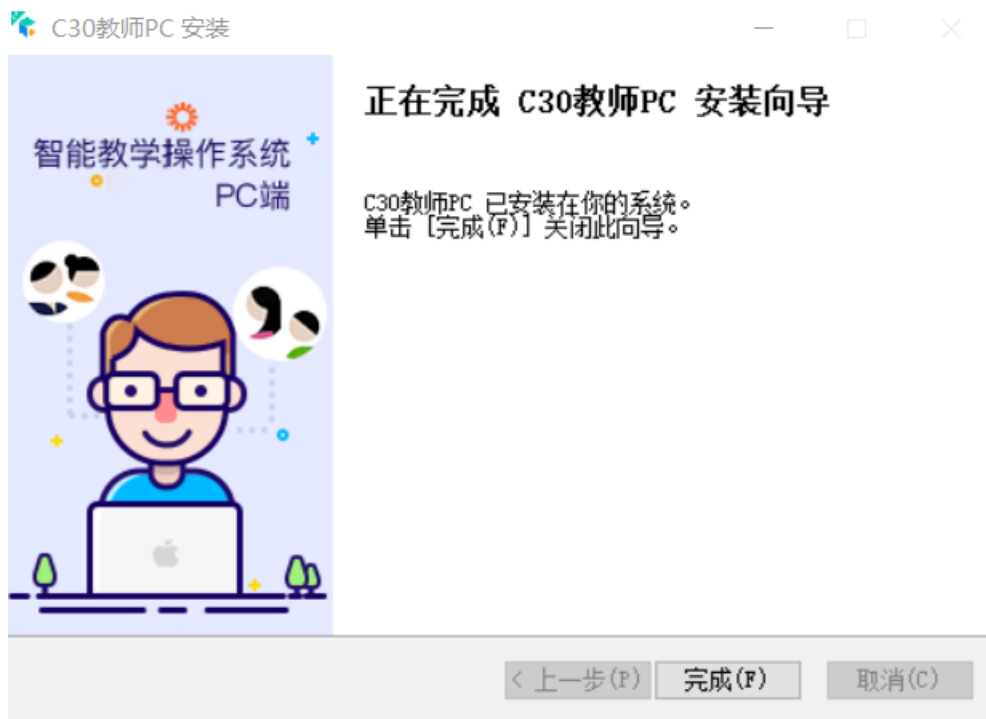 C30教师PC 安装
智能教学操作系统
PC端
正在完成 C30教师PC 安装向导
C30教师PC 已安装在你的系统。
单击 [完成(F)] 关闭此向导。
< 上一步(P)
完成(F)
取消(C)